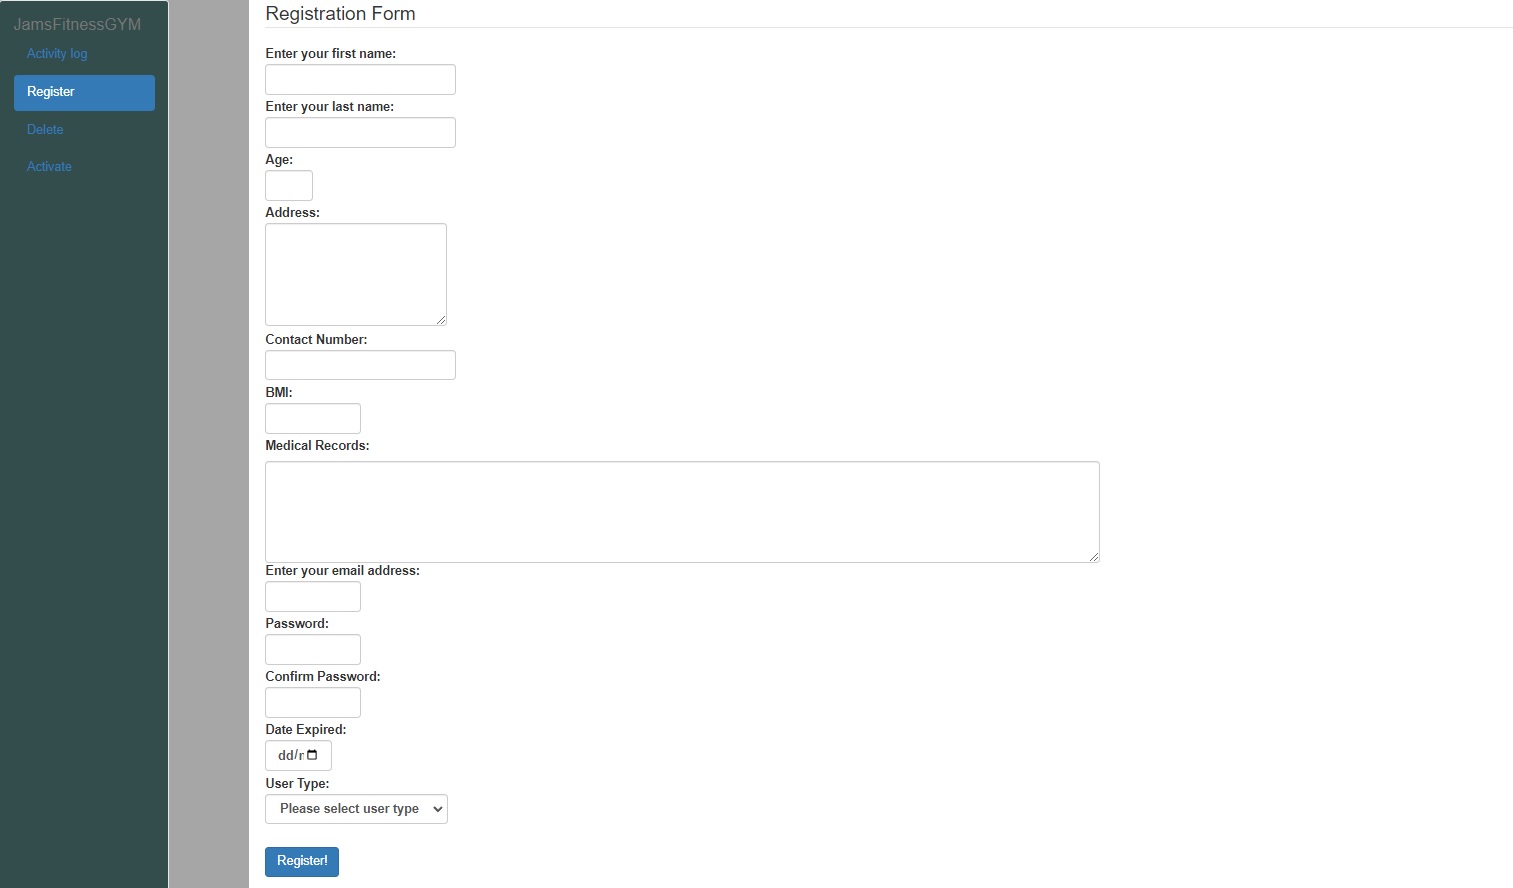 JamsFitnessGYM
Activity log
Register
Delete
Activate
Registration Form
Enter your first name:
Enter your last name:
Age:
Address:
Contact Number:
BMI:
Medical Records:
Enter your email address:
Password:
Confirm Password:
Date Expired:
dd/
User Type:
Please select user type
Register!